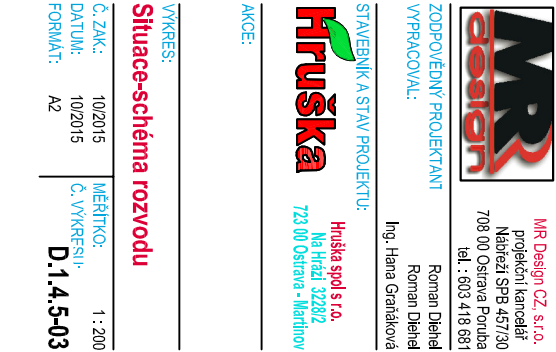 MR
design
MR Design CZ, s.r.o.
projekční kancelář
Nábřeží SPB 457/30
708 00 Ostrava Poruba
tel. : 603 418 681
ZODPOVĚDNÝ PROJEKTANT Roman Diehel
VYPRACOVAL: Roman Diehel
Ing. Hana Graňáková
STAVEBNÍK A STAV PROJEKTU:
Hruška
Hruška spol s r.o.
Na Hrázi 3228/2
723 00 Ostrava - Martinov
AKCE:
VÝKRES:
Situace-schéma rozvodu
Č. ZAK.: 10/2015 MĚŘÍTKO: 1 : 200
DATUM: 10/2015 Č. VÝKRESU:
FORMÁT: A2 D.1.4.5-03